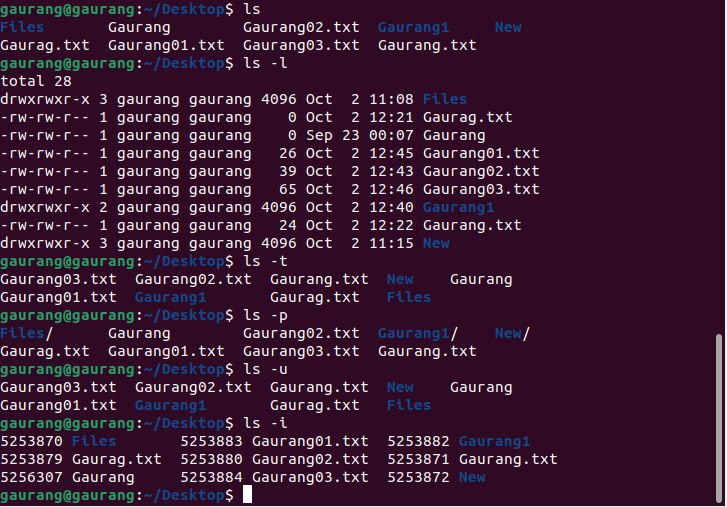 gaurang@gaurang:~/Desktop$ ls
Files    Gaurang    Gaurang02.txt  Gaurang1    New
Gaurag.txt  Gaurang01.txt  Gaurang03.txt  Gaurang.txt
gaurang@gaurang:~/Desktop$ ls -l
total 28
drwxrwxr-x 3 gaurang gaurang 4096 Oct  2 11:08 Files
-rw-rw-r-- 1 gaurang gaurang    0 Oct  2 12:21 Gaurag.txt
-rw-rw-r-- 1 gaurang gaurang    0 Sep 23 00:07 Gaurang
-rw-rw-r-- 1 gaurang gaurang   26 Oct  2 12:45 Gaurang01.txt
-rw-rw-r-- 1 gaurang gaurang   39 Oct  2 12:43 Gaurang02.txt
-rw-rw-r-- 1 gaurang gaurang   65 Oct  2 12:46 Gaurang03.txt
drwxrwxr-x 2 gaurang gaurang 4096 Oct  2 12:40 Gaurang1
-rw-rw-r-- 1 gaurang gaurang   24 Oct  2 12:22 Gaurang.txt
drwxrwxr-x 3 gaurang gaurang 4096 Oct  2 11:15 New
gaurang@gaurang:~/Desktop$ ls -t
Gaurang03.txt  Gaurang02.txt  Gaurang.txt  New    Gaurang
Gaurang01.txt  Gaurang1       Gaurag.txt   Files
gaurang@gaurang:~/Desktop$ ls -p
Files/      Gaurang        Gaurang02.txt  Gaurang1/    New/
Gaurag.txt  Gaurang01.txt  Gaurang03.txt  Gaurang.txt
gaurang@gaurang:~/Desktop$ ls -u
Gaurang03.txt  Gaurang02.txt  Gaurang.txt  New    Gaurang
Gaurang01.txt  Gaurang1       Gaurag.txt   Files
gaurang@gaurang:~/Desktop$ ls -i
5253870 Files       5253883 Gaurang01.txt  5253882 Gaurang1
5253879 Gaurag.txt  5253880 Gaurang02.txt  5253871 Gaurang.txt
5256307 Gaurang     5253884 Gaurang03.txt  5253872 New
gaurang@gaurang:~/Desktop$